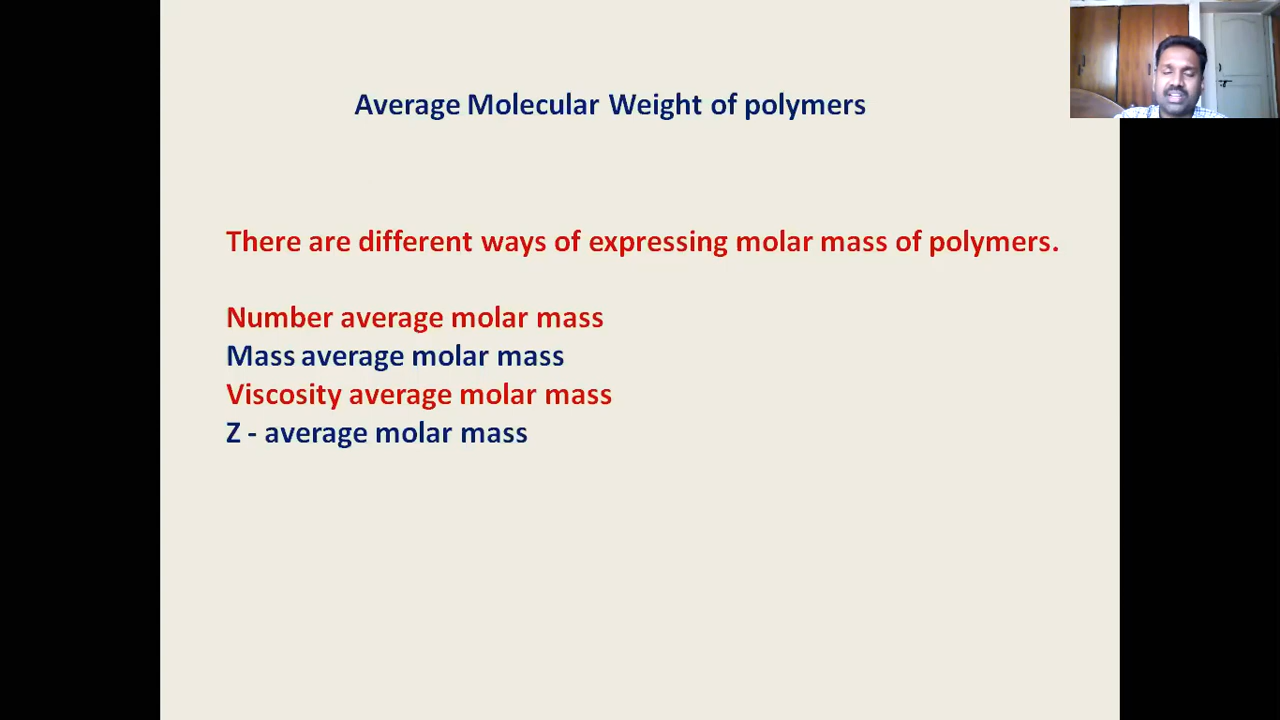 Average Molecular Weight of polymers
There are different ways of expressing molar mass of polymers.
Number average molar mass
Mass average molar mass
Viscosity average molar mass
Z - average molar mass